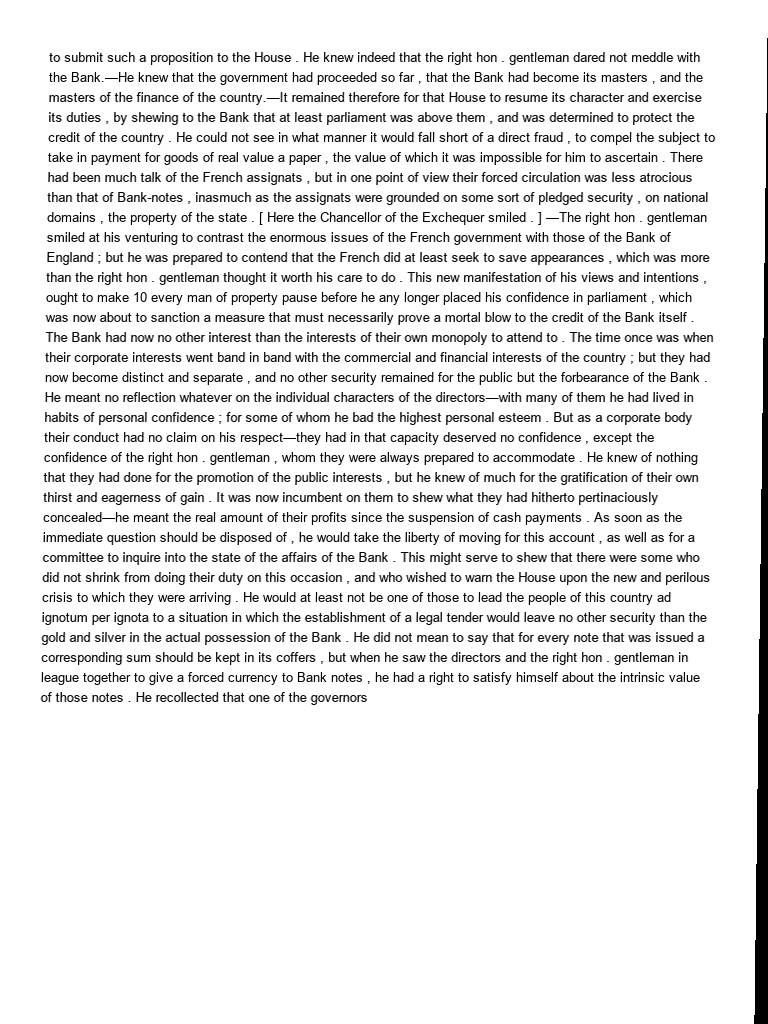 to submit such a proposition to the House . He knew indeed that the right hon . gentleman dared not meddle with
the Bank.—He knew that the government had proceeded so far , that the Bank had become its masters , and the
masters of the finance of the country.—It remained therefore for that House to resume its character and exercise
its duties , by shewing to the Bank that at least parliament was above them , and was determined to protect the
credit of the country . He could not see in what manner it would fall short of a direct fraud , to compel the subject to
take in payment for goods of real value a paper , the value of which it was impossible for him to ascertain . There
had been much talk of the French assignats , but in one point of view their forced circulation was less atrocious
than that of Bank-notes , inasmuch as the assignats were grounded on some sort of pledged security , on national
domains , the property of the state . [ Here the Chancellor of the Exchequer smiled . ] —The right hon . gentleman
smiled at his venturing to contrast the enormous issues of the French government with those of the Bank of
England ; but he was prepared to contend that the French did at least seek to save appearances , which was more
than the right hon . gentleman thought it worth his care to do . This new manifestation of his views and intentions ,
ought to make 10 every man of property pause before he any longer placed his confidence in parliament , which
was now about to sanction a measure that must necessarily prove a mortal blow to the credit of the Bank itself .
The Bank had now no other interest than the interests of their own monopoly to attend to . The time once was when
their corporate interests went band in band with the commercial and financial interests of the country ; but they had
now become distinct and separate , and no other security remained for the public but the forbearance of the Bank .
He meant no reflection whatever on the individual characters of the directors—with many of them he had lived in
habits of personal confidence ; for some of whom he bad the highest personal esteem . But as a corporate body
their conduct had no claim on his respect—they had in that capacity deserved no confidence , except the
confidence of the right hon . gentleman , whom they were always prepared to accommodate . He knew of nothing
that they had done for the promotion of the public interests , but he knew of much for the gratification of their own
thirst and eagerness of gain . It was now incumbent on them to shew what they had hitherto pertinaciously
concealed—he meant the real amount of their profits since the suspension of cash payments . As soon as the
immediate question should be disposed of , he would take the liberty of moving for this account , as well as for a
committee to inquire into the state of the affairs of the Bank . This might serve to shew that there were some who
did not shrink from doing their duty on this occasion , and who wished to warn the House upon the new and perilous
crisis to which they were arriving . He would at least not be one of those to lead the people of this country ad
ignotum per ignota to a situation in which the establishment of a legal tender would leave no other security than the
gold and silver in the actual possession of the Bank . He did not mean to say that for every note that was issued a
corresponding sum should be kept in its coffers , but when he saw the directors and the right hon . gentleman in
league together to give a forced currency to Bank notes , he had a right to satisfy himself about the intrinsic value
of those notes . He recollected that one of the governors